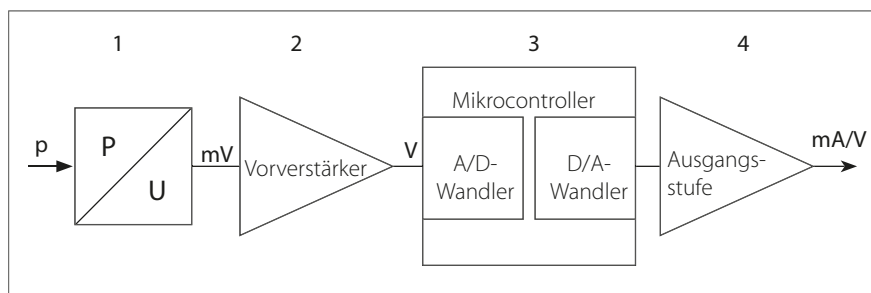 1
2
3
4
p
P
U
mV
Vorverstärker
V
Mikrocontroller
A/D-
Wandler
D/A-
Wandler
Ausgangs-
stufe
mA/V